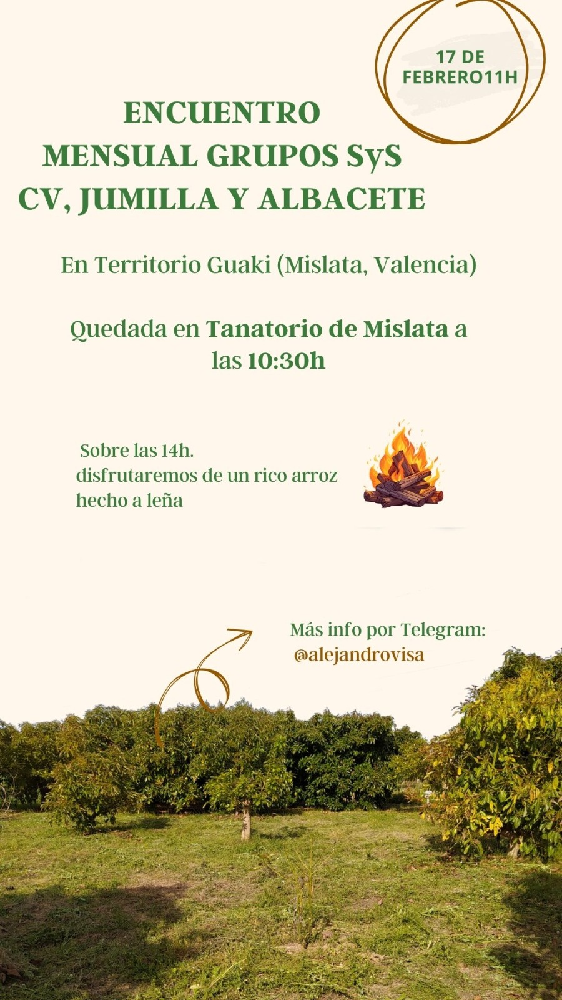 17 DE
FEBRERO11H
ENCUENTRO
MENSUAL GRUPOS SyS
CV, JUMILLA Y ALBACETE
En Territorio Guaki (Mislata, Valencia)
Quedada en Tanatorio de Mislata a
las 10:30h
Sobre las 14h.
disfrutaremos de un rico arroz
hecho a leña
Más info por Telegram:
@alejandrovisa